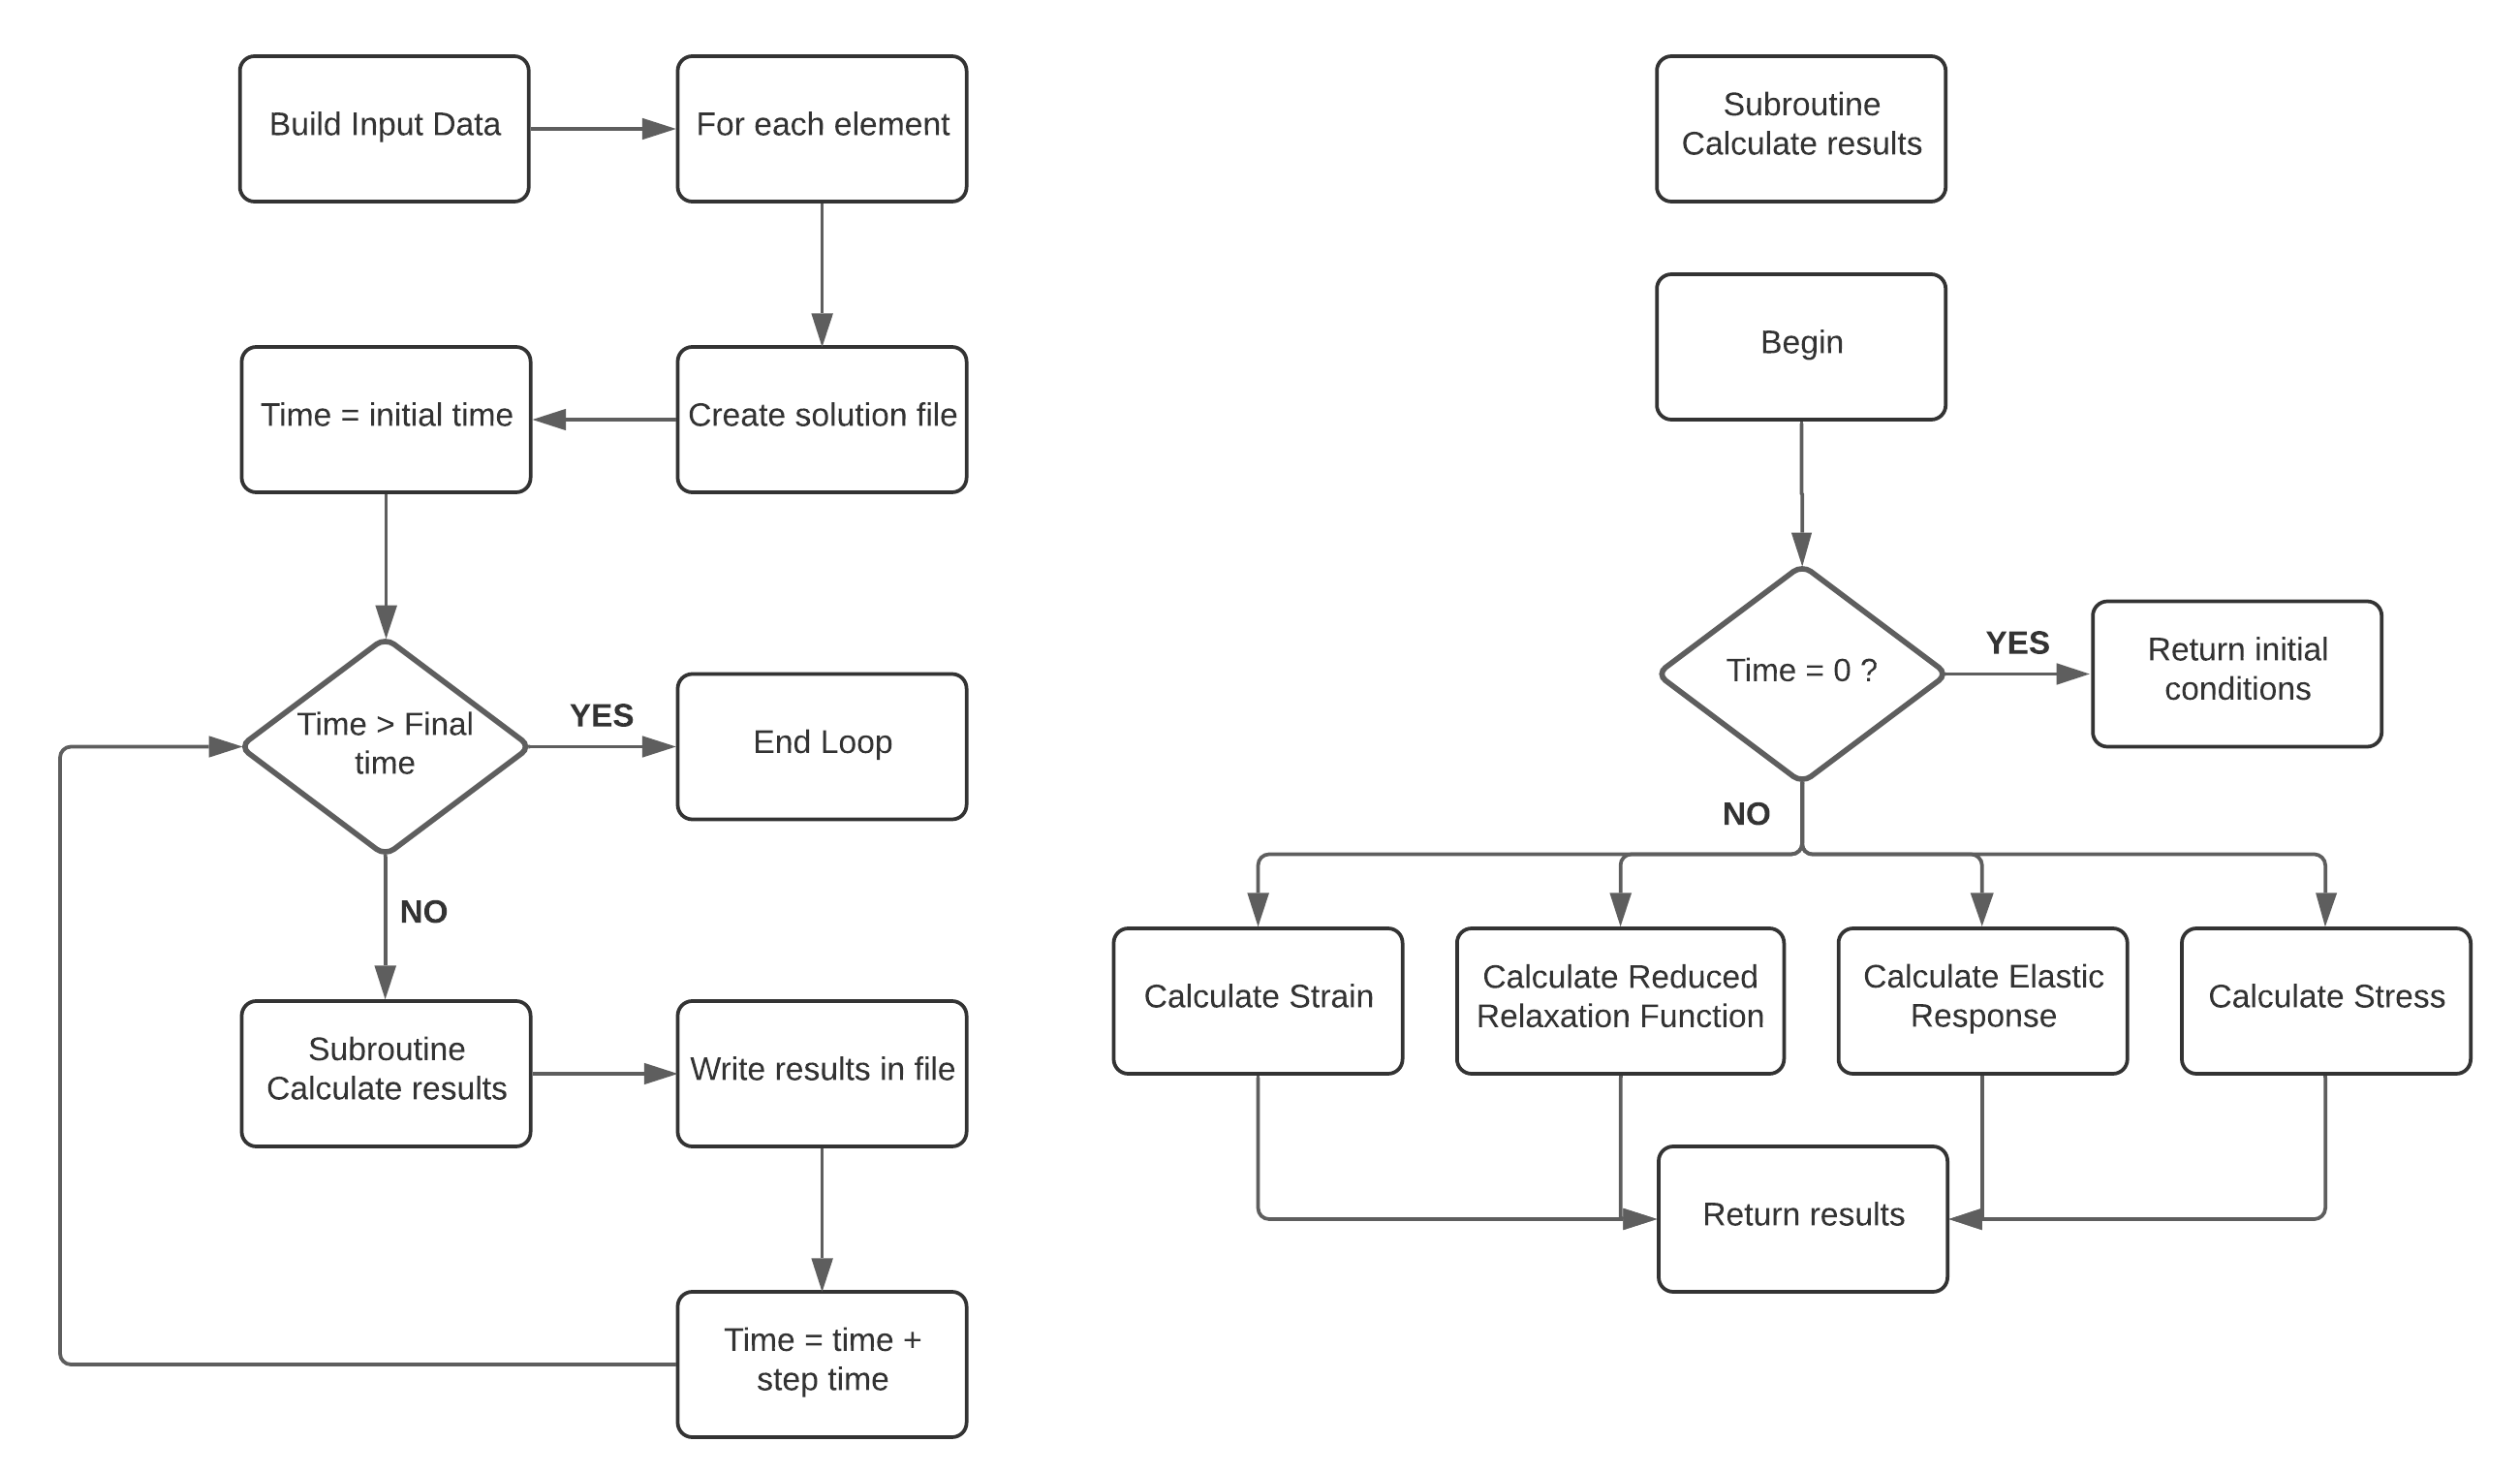 Build Input Data
For each element
Time = initial time
Create solution file
Time > Final
time
YES
End Loop
NO
Subroutine
Calculate results
Write results in file
Time = time +
step time
Subroutine
Calculate results
Begin
Time = 0 ?
YES
Return initial
conditions
NO
Calculate Strain
Calculate Reduced
Relaxation Function
Calculate Elastic
Response
Calculate Stress
Return results